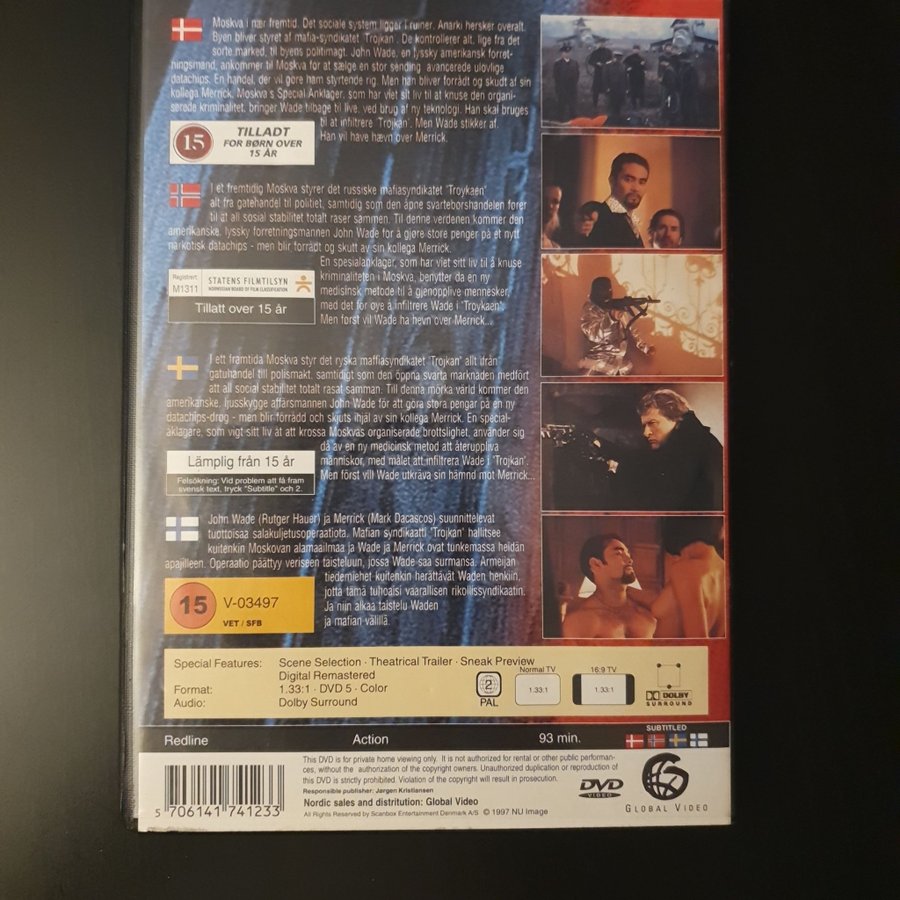 Moskva i nær fremtid. Det sociale system ligger i ruiner. Anarki hersker overalt.
Byen bliver styret af mafia-syndikatet 'Trojkan'. De kontrollerer alt, lige fra det
sorte marked, til byens politimagt. John Wade, en lyssky amerikansk forret-
ningsmand, ankommer til Moskva for at sælge en stor sending avancerede ulovlige
datachips. En handel, der vil gøre ham styrtende rig. Men han bliver forrådt og skudt af sin
kollega Merrick. Moskva's Special Anklager, som har viet sit liv til at knuse den organi-
serede kriminalitet, bringer Wade tilbage til live, ved brug af ny teknologi. Han skal bruges
til at infiltrere 'Trojkan'. Men Wade stikker af.
Han vil have hævn over Merrick.
15
TILLADT
FOR BØRN OVER
15 ÅR
I et fremtidig Moskva styrer det russiske mafiasyndikatet 'Troykaen'
alt fra gatehandel til politiet, samtidig som den åpne svarteborshandelen fører
til at all sosial stabilitet totalt raser sammen. Til denne verdenen kommer den
amerikanske, lyssky forretningsmannen John Wade for å gjøre store penger på et nytt
narkotisk datachips - men blir forrådt og skutt av sin kollega Merrick.
En spesialanklager, som har viet sitt liv til å knuse
kriminaliteten i Moskva, benytter da en ny
medisinsk metode til å gjenopplive mennesker,
med det for øye å infiltrere Wade i 'Troykaen'.
Men først vil Wade ha hevn over Merrick...
Registrert
M1311
STATENS FILMTILSYN
NORWEGIAN BOARD OF FILM CLASSIFICATION
Tillatt over 15 år
I ett framtida Moskva styr det ryska maffiasyndikatet 'Trojkan' allt ifrån
gatuhandel till polismakt, samtidigt som den öppna svarta marknaden medfört
att all social stabilitet totalt rasat samman. Till denna mörka värld kommer den
amerikanske, ljusskygge affärsmannen John Wade för att göra stora pengar på en ny
datachips-drog - men blir förrådd och skjuts ihjäl av sin kollega Merrick. En special-
åklagare, som vigt sitt liv åt att krossa Moskvas organiserade brottslighet, använder sig
då av en ny medicinsk metod att återuppliva
människor, med målet att infiltrera Wade i 'Trojkan'.
Men först vill Wade utkräva sin hämnd mot Merrick...
Lämplig från 15 år
Felsökning: Vid problem att få fram
svensk text, tryck "Subtitle" och 2.
John Wade (Rutger Hauer) ja Merrick (Mark Dacascos) suunnittelevat
tuottoisaa salakuljetusoperaatiota. Mafian syndikaatti 'Trojkan' hallitsee
kuitenkin Moskovan alamaailmaa ja Wade ja Merrick ovat tunkemassa heidän
apajilleen. Operaatio päättyy veriseen taisteluun, jossa Wade saa surmansa. Armeijan
tiedemiehet kuitenkin herättävät Waden henkiin,
jotta tämä tuhoaisi vaarallisen rikollissyndikaatin.
Ja niin alkaa taistelu Waden
ja mafian välillä.
15
V-03497
VET / SFB
Special Features: Scene Selection · Theatrical Trailer · Sneak Preview
Digital Remastered
Format: 1.33:1 · DVD 5 · Color
Audio: Dolby Surround
2
PAL
Normal TV
1.33:1
16:9 TV
1.33:1
DOLBY
SURROUND
Redline Action 93 min. SUBTITLED
This DVD is for private home viewing only. It is not authorized for rental or other public performan-
ces, without the authorization of the copyright owners. Unauthorized duplication or reproduction of
this DVD is strictly prohibited. Violation of the copyright will result in prosecution.
Responsible publisher: Jørgen Kristiansen
Nordic sales and distribution: Global Video
All Rights Reserved by Scanbox Entertainment Denmark A/S © 1997 NU Image
5 706141 741233
DVD
VIDEO
GLOBAL VIDEO